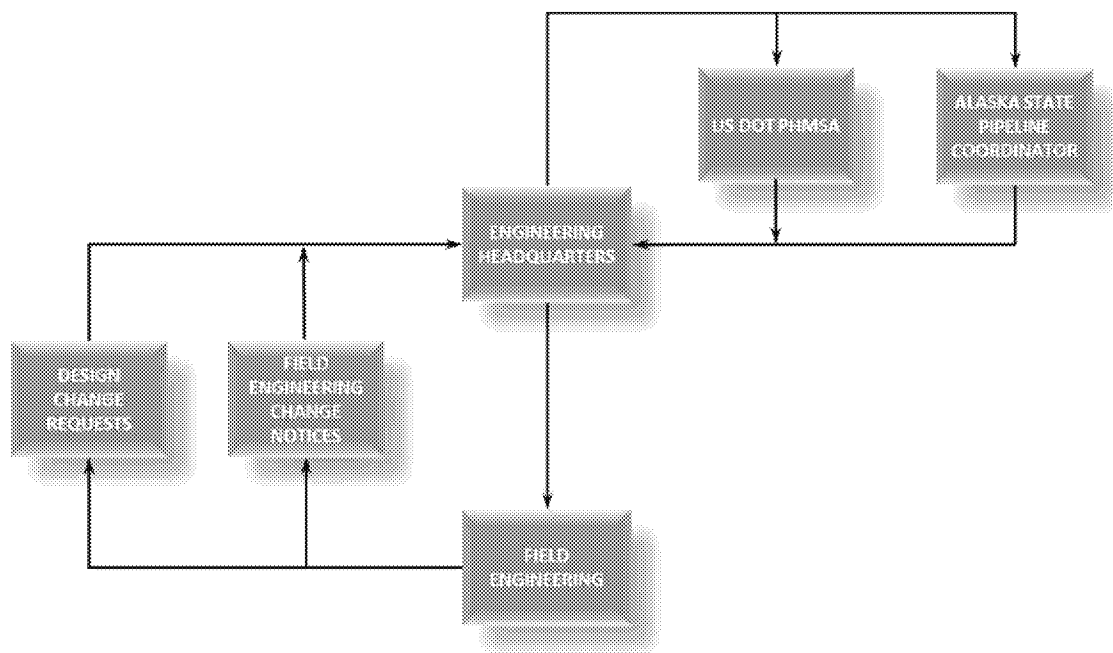 US DOT PHMSA
ALASKA STATE
PIPELINE
COORDINATOR
ENGINEERING
HEADQUARTERS
DESIGN
CHANGE
REQUESTS
FIELD
ENGINEERING
CHANGE
NOTICES
FIELD
ENGINEERING